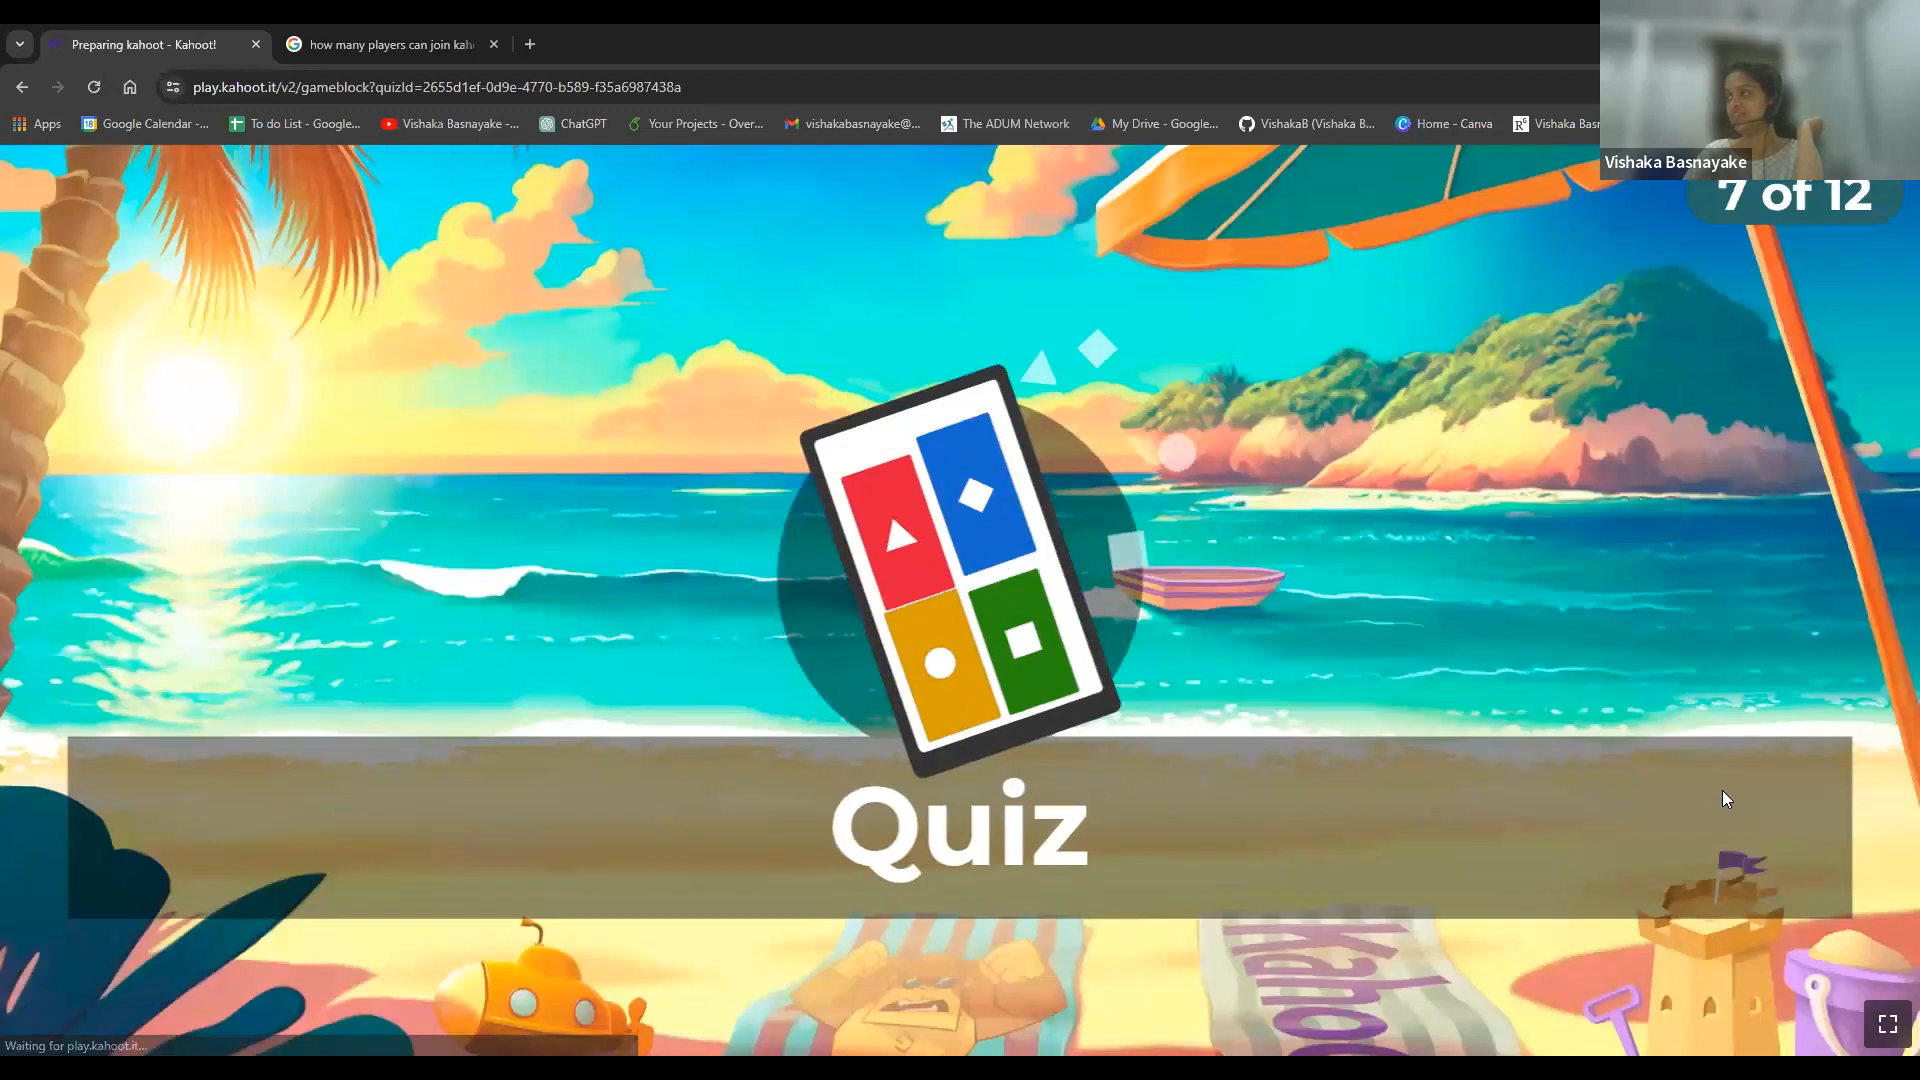 Preparing kahoot - Kahoot!
how many players can join kah
play.kahoot.it/v2/gameblock?quizId=2655d1ef-0d9e-4770-b589-f35a6987438a
Apps
Google Calendar -...
To do List - Google...
Vishaka Basnayake -...
ChatGPT
Your Projects - Over...
vishakabasnayake@...
The ADUM Network
My Drive - Google...
VishakaB (Vishaka B...
Home - Canva
Vishaka Basn
Vishaka Basnayake
7 of 12
Quiz
Kahoo
Waiting for play.kahoot.it...